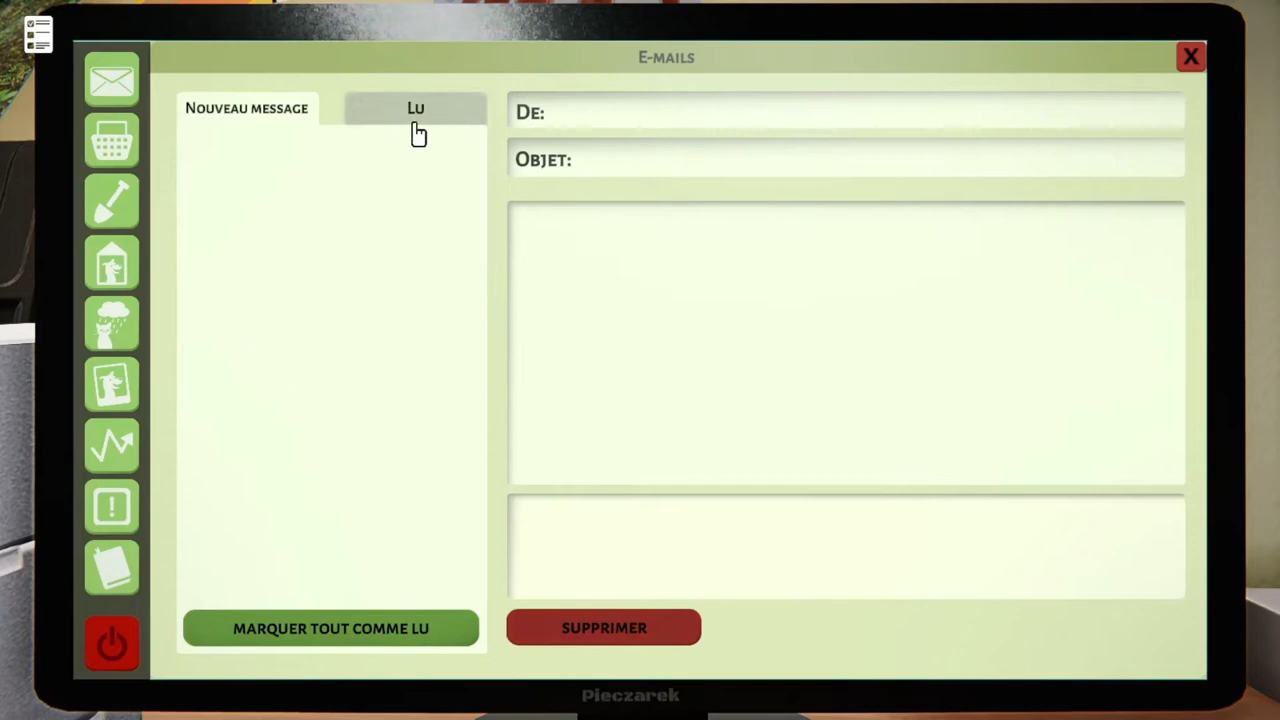 E-MAILS
X
NOUVEAU MESSAGE
LU
DE:
OBJET:
MARQUER TOUT COMME LU
SUPPRIMER
Pieczarek